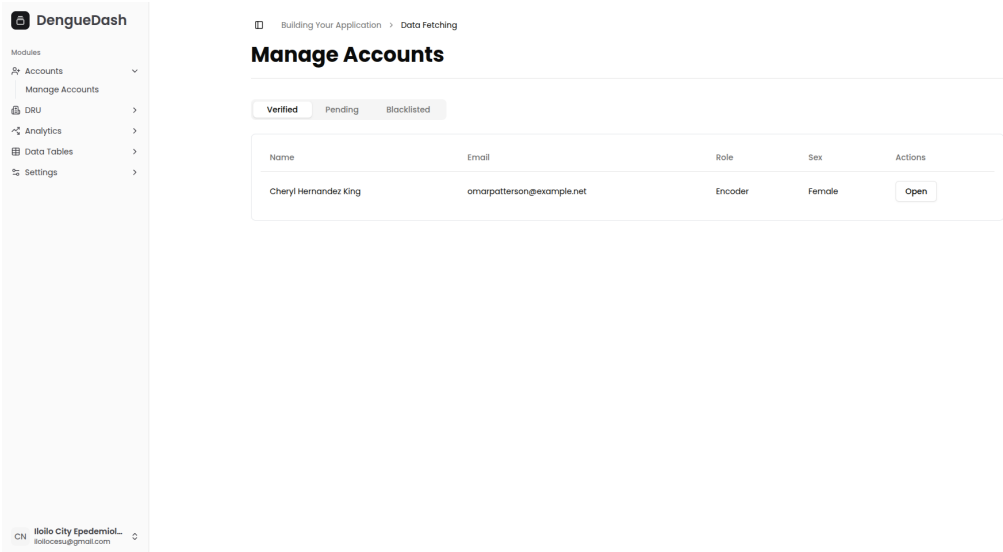 DengueDash
Modules
Accounts
Manage Accounts
DRU
Analytics
Data Tables
Settings
CN
Iloilo City Epedemiol...
iloilocesu@gmail.com
Building Your Application > Data Fetching
Manage Accounts
Verified Pending Blacklisted
Name Email Role Sex Actions
Cheryl Hernandez King omarpatterson@example.net Encoder Female Open